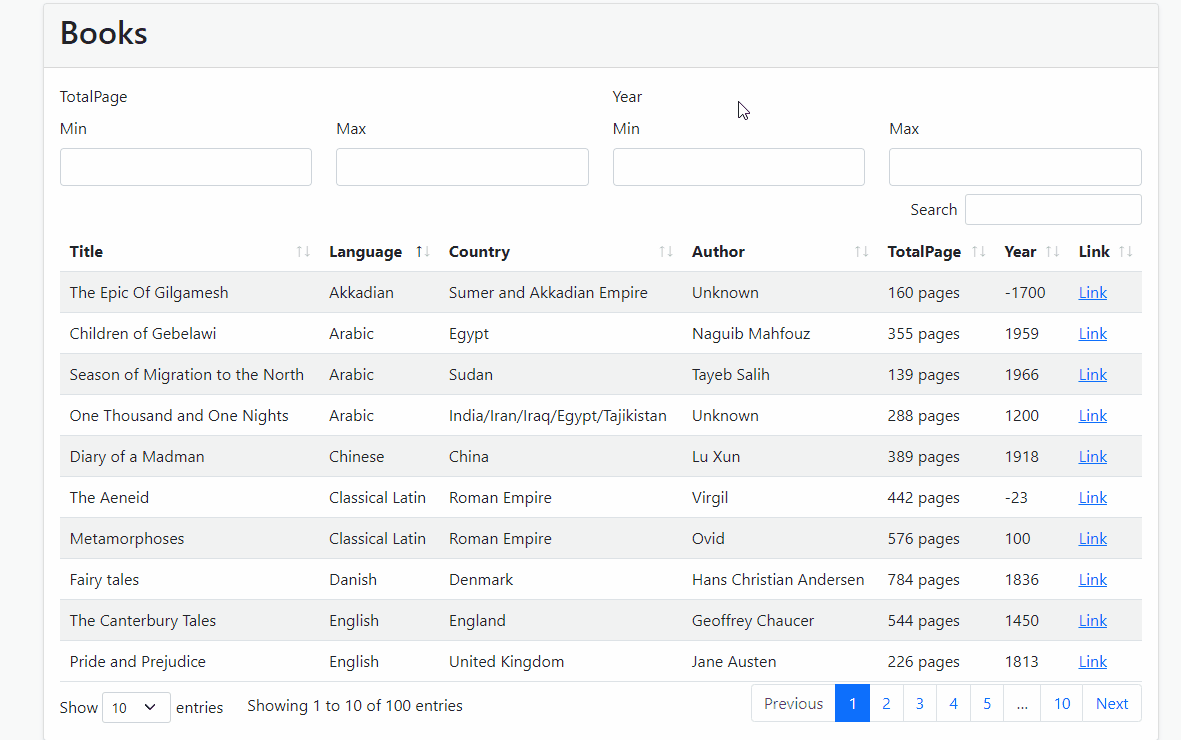 Books
TotalPage Year
Min Max Min Max
Search
Title Language Country Author TotalPage Year Link
The Epic Of Gilgamesh Akkadian Sumer and Akkadian Empire Unknown 160 pages -1700 Link
Children of Gebelawi Arabic Egypt Naguib Mahfouz 355 pages 1959 Link
Season of Migration to the North Arabic Sudan Tayeb Salih 139 pages 1966 Link
One Thousand and One Nights Arabic India/Iran/Iraq/Egypt/Tajikistan Unknown 288 pages 1200 Link
Diary of a Madman Chinese China Lu Xun 389 pages 1918 Link
The Aeneid Classical Latin Roman Empire Virgil 442 pages -23 Link
Metamorphoses Classical Latin Roman Empire Ovid 576 pages 100 Link
Fairy tales Danish Denmark Hans Christian Andersen 784 pages 1836 Link
The Canterbury Tales English England Geoffrey Chaucer 544 pages 1450 Link
Pride and Prejudice English United Kingdom Jane Austen 226 pages 1813 Link
Show 10 entries Showing 1 to 10 of 100 entries Previous 1 2 3 4 5 ... 10 Next